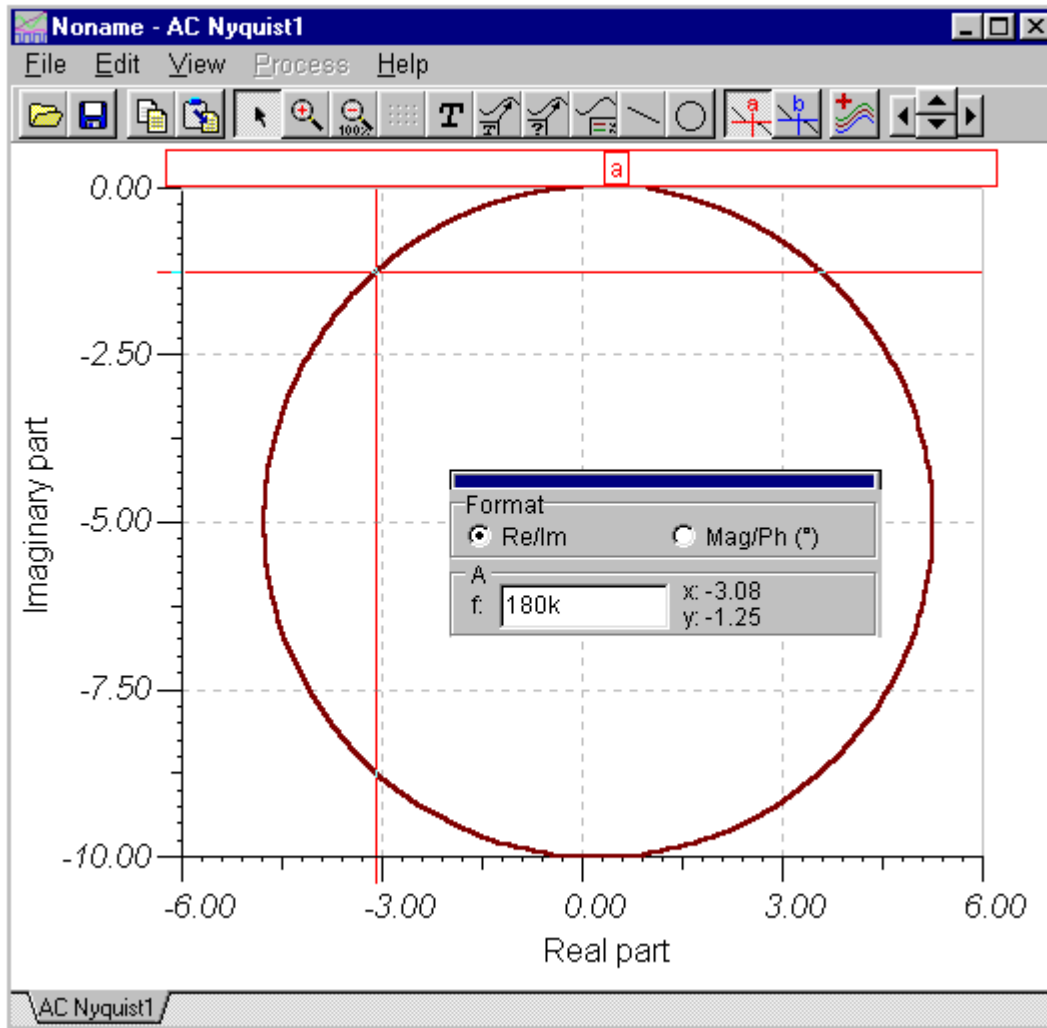 Noname - AC Nyquist1
File Edit View Process Help
100%
T
T
?
=x
a
b
a
0.00
-2.50
-5.00
-7.50
-10.00
Imaginary part
Format
Re/Im Mag/Ph (°)
A
f: 180k x: -3.08
y: -1.25
-6.00 -3.00 0.00 3.00 6.00
Real part
AC Nyquist1